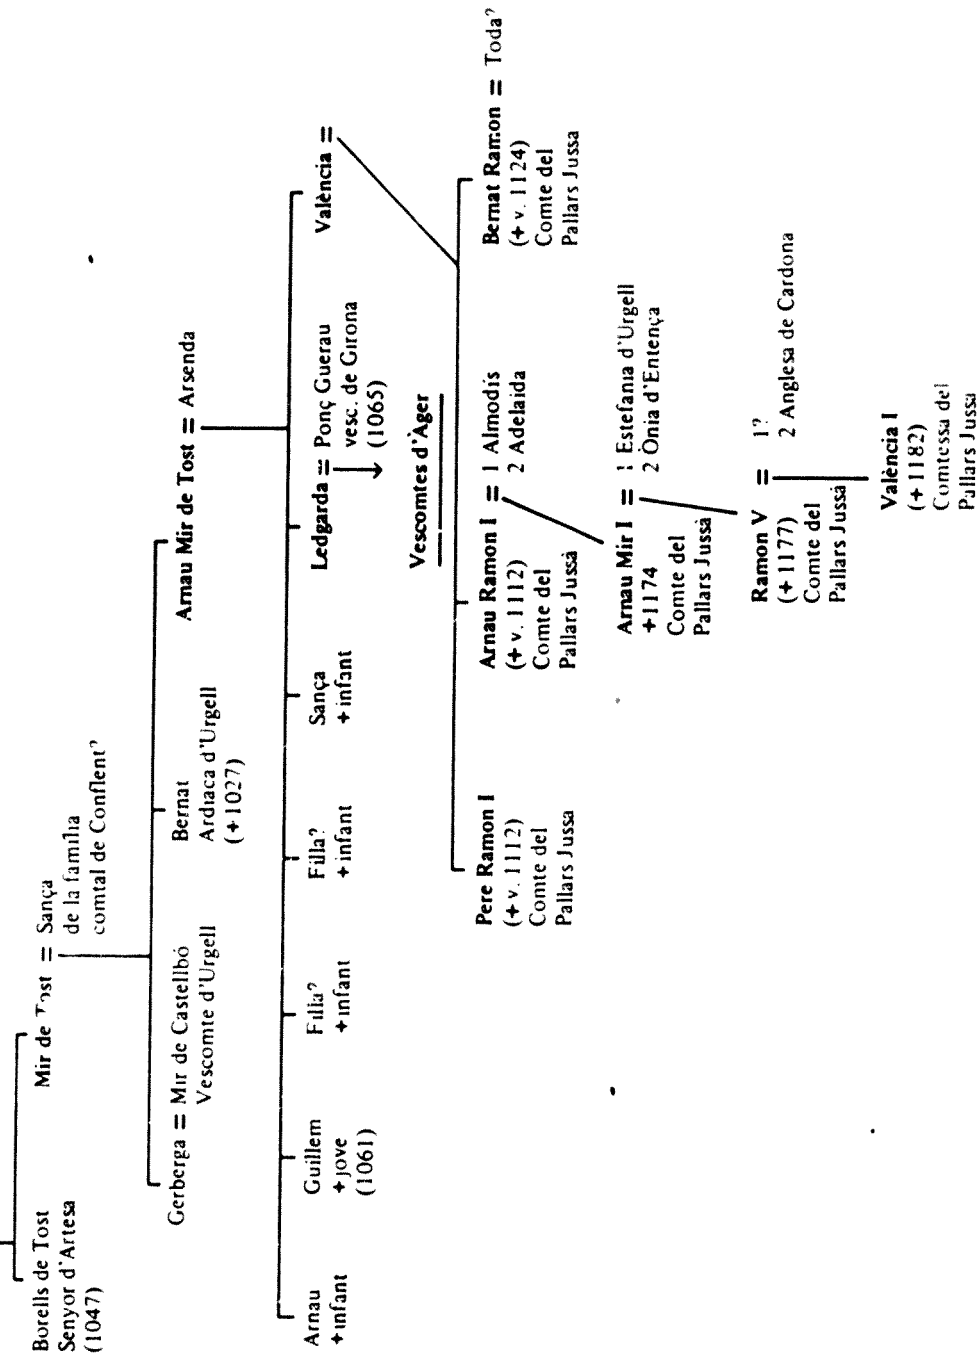 Borells de Tost
Senyor d'Artesa
(1047)
Mir de Tost = Sança
de la família
comtal de Conflent?
Gerberga = Mir de Castellbó
Vescomte d'Urgell
Bernat
Ardiaca d'Urgell
(+1027)
Arnau Mir de Tost = Arsenda
Arnau
+infant
Guillem
+jove
(1061)
Filla?
+infant
Filla?
+infant
Sança
+infant
Ledgarda = Ponç Guerau
vesc. de Girona
(1065)
València =
Vescomtes d'Àger
Pere Ramon I
(+ v. 1112)
Comte del
Pallars Jussa
Arnau Ramon I = 1 Almodis
2 Adelaida
(+ v. 1112)
Comte del
Pallars Jussà
Bernat Ramon = Toda?
(+ v. 1124)
Comte del
Pallars Jussa
Arnau Mir I = 1 Estefania d'Urgell
2 Ònia d'Entença
+1174
Comte del
Pallars Jussà
Ramon V = 1?
2 Anglesa de Cardona
(+1177)
Comte del
Pallars Jussà
València I
(+1182)
Comtessa del
Pallars Jussa